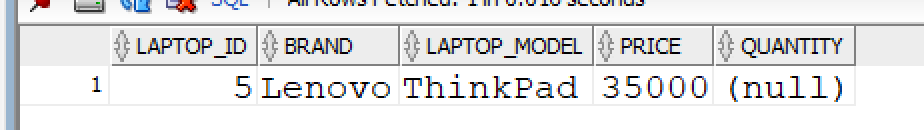 SQL | All Rows Fetched: 1 in 0.016 seconds
LAPTOP_ID BRAND LAPTOP_MODEL PRICE QUANTITY
1 5 Lenovo ThinkPad 35000 (null)